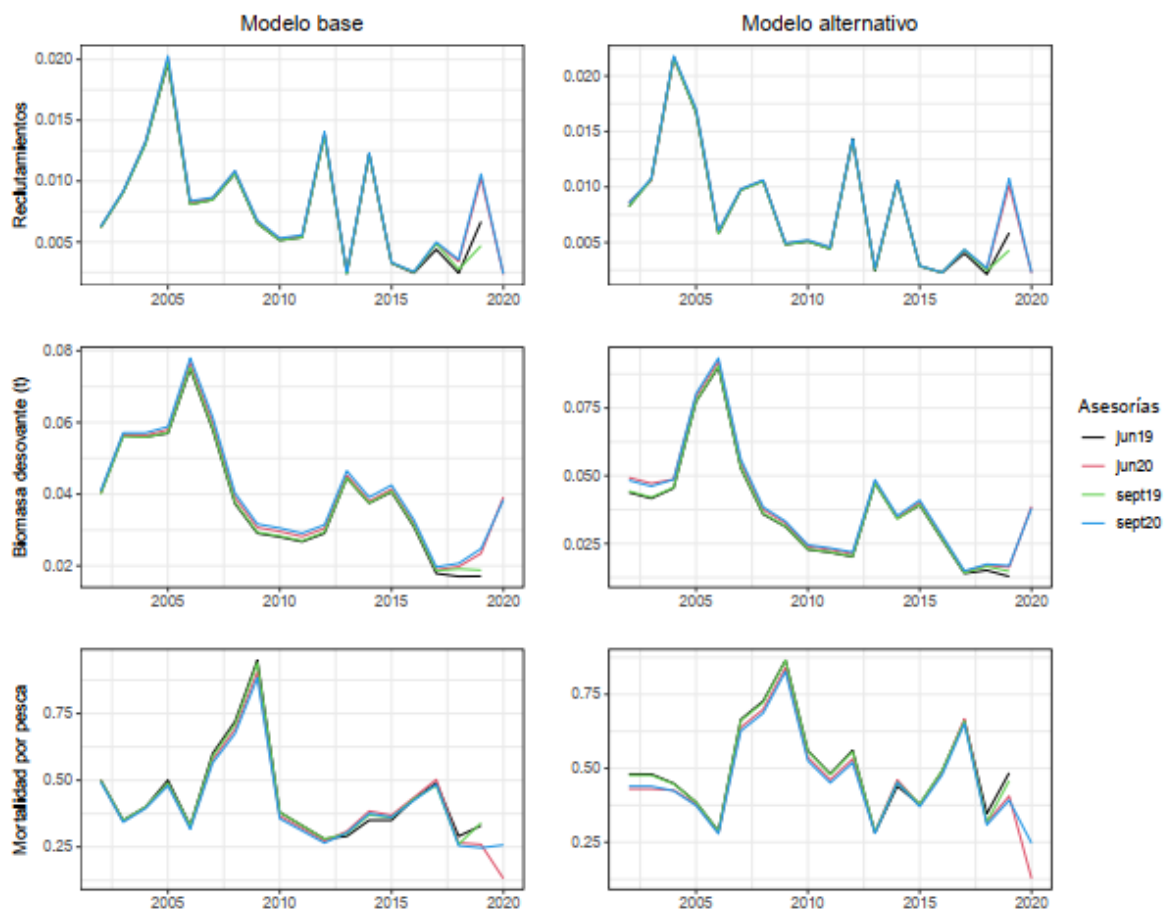 Modelo base
Modelo alternativo
Reclutamientos
0.020
0.015
0.010
0.005
2005 2010 2015 2020
0.020
0.015
0.010
0.005
2005 2010 2015 2020
Biomasa desovante (t)
0.08
0.06
0.04
0.02
2005 2010 2015 2020
0.075
0.050
0.025
2005 2010 2015 2020
Asesorías
jun19
jun20
sept19
sept20
Mortalidad por pesca
0.75
0.50
0.25
2005 2010 2015 2020
0.75
0.50
0.25
2005 2010 2015 2020